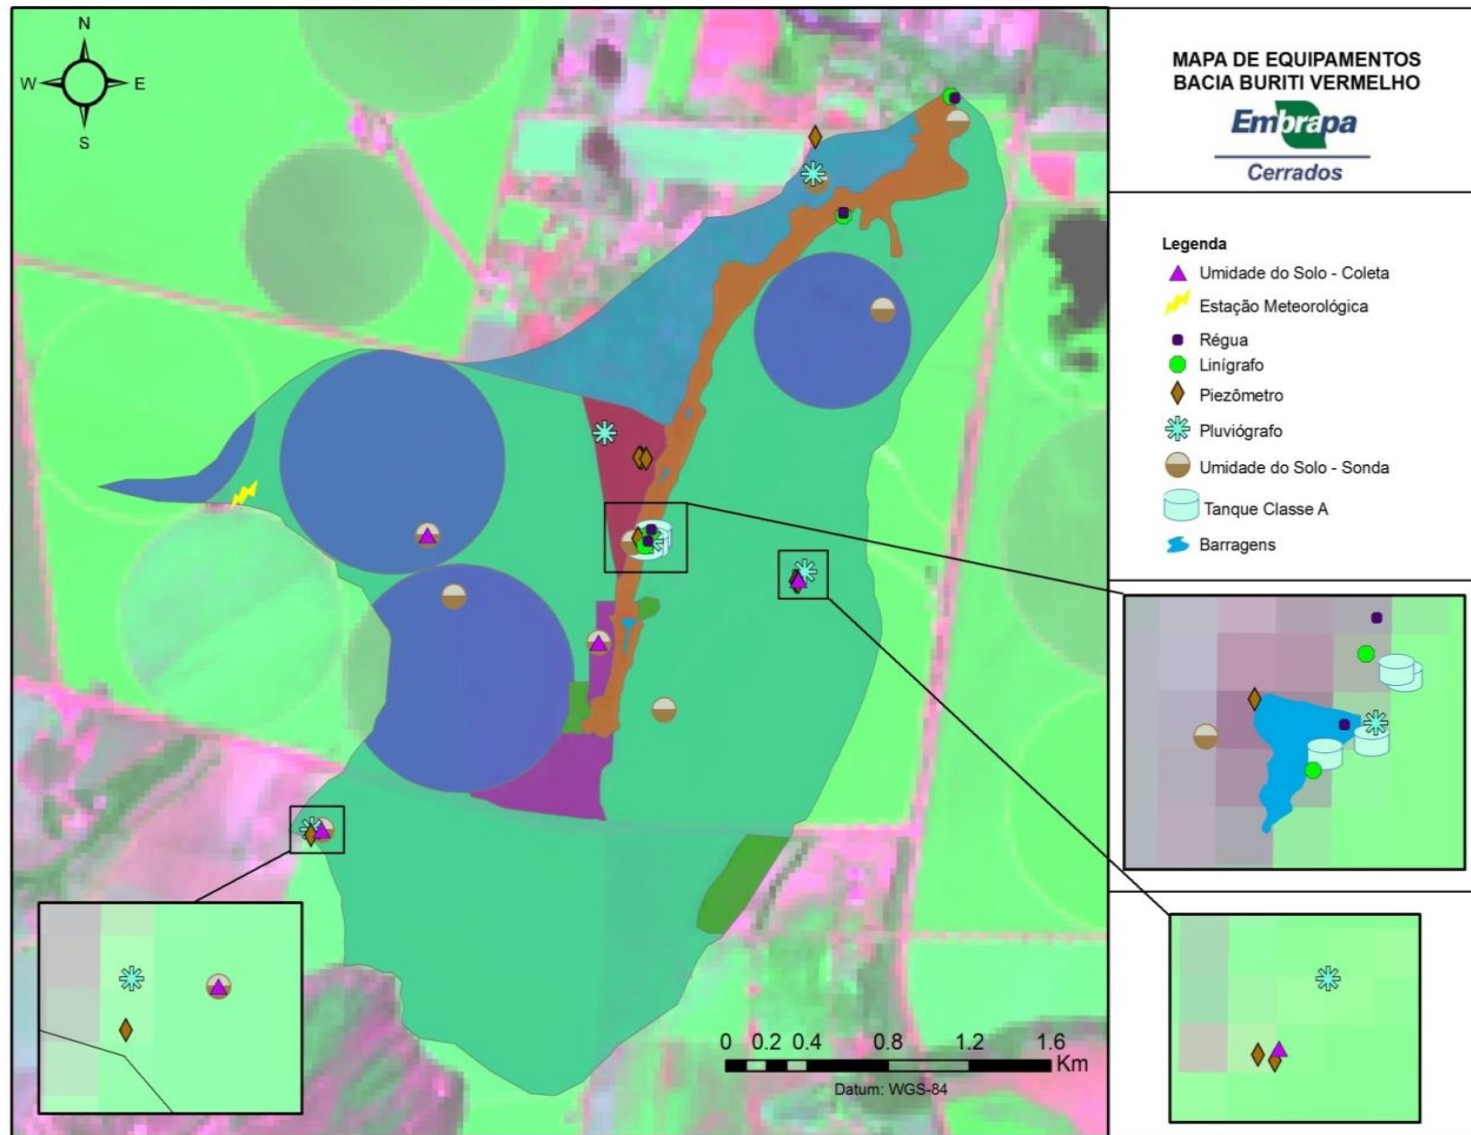 N
W E
S
MAPA DE EQUIPAMENTOS
BACIA BURITI VERMELHO
Embrapa
Cerrados
Legenda
Umidade do Solo - Coleta
Estação Meteorológica
Régua
Linígrafo
Piezômetro
Pluviógrafo
Umidade do Solo - Sonda
Tanque Classe A
Barragens
0 0.2 0.4 0.8 1.2 1.6
Km
Datum: WGS-84